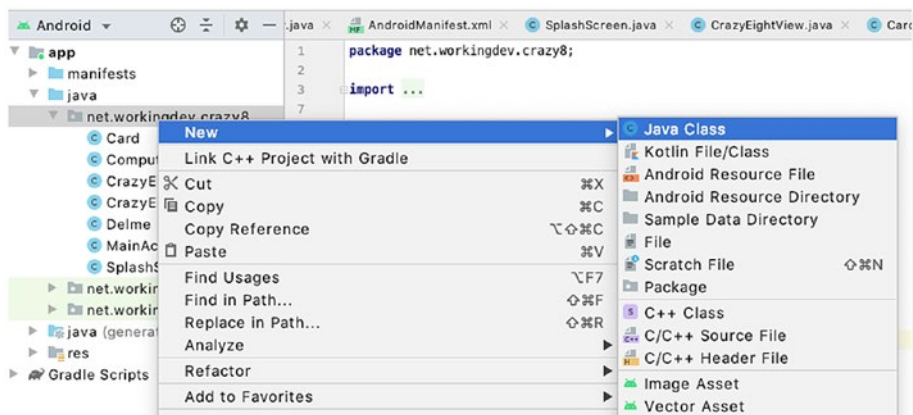 Android
.java
AndroidManifest.xml
SplashScreen.java
CrazyEightView.java
app
manifests
java
net.workingdev.crazy8
Card
MainAc
Delme
java
res
Gradle Scripts
1
2
3
7
package net.workingdev.crazy8;
import ...
New
Link C++ Project with Gradle
Cut ⌘X
Copy ⌘C
Copy Reference ⌥⇧⌘C
Paste ⌘V
Find Usages ⌥F7
Find in Path... ⇧⌘F
Replace in Path... ⇧⌘R
Analyze
Refactor
Add to Favorites
Java Class
Kotlin File/Class
Android Resource File
Android Resource Directory
Sample Data Directory
File
Scratch File ⇧⌘N
Package
C++ Class
C/C++ Source File
C/C++ Header File
Image Asset
Vector Asset